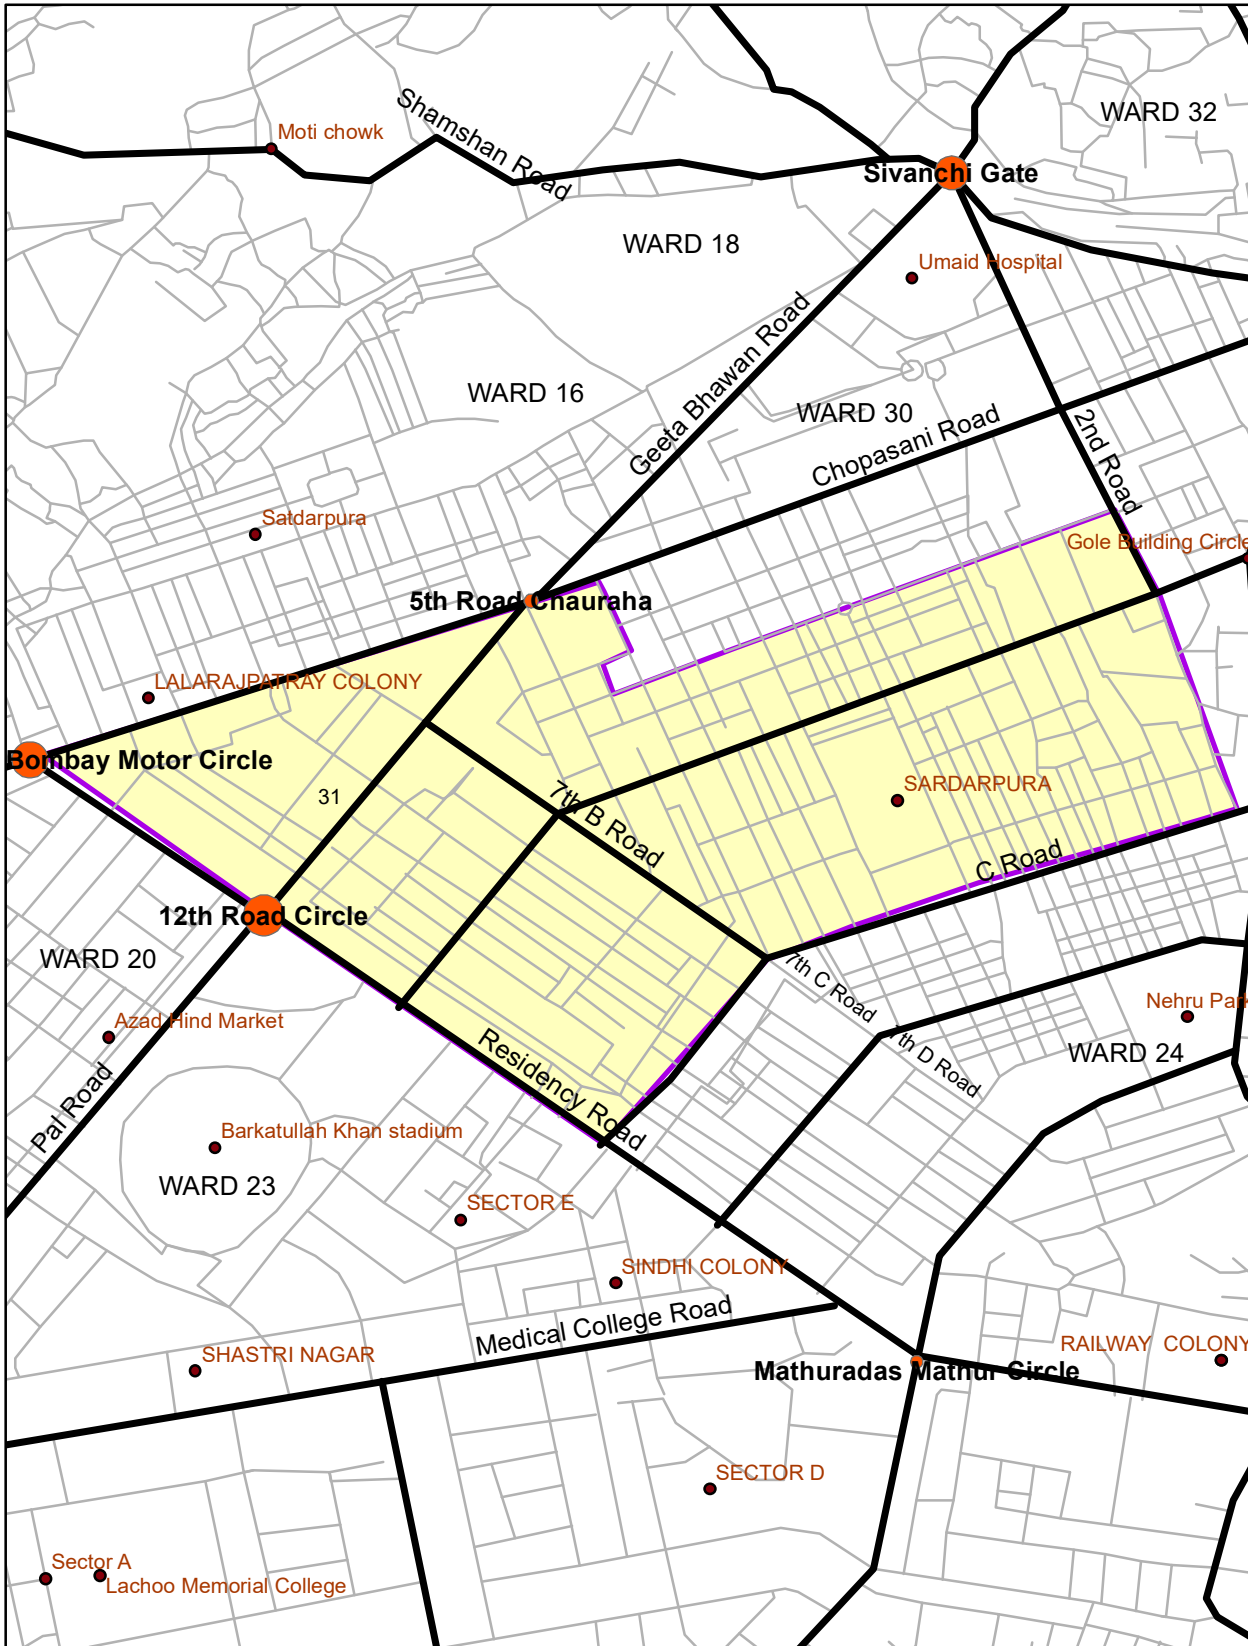 WARD 32
Shamshan Road
Moti chowk
Sivanchi Gate
WARD 18
Umaid Hospital
Geeta Bhawan Road
WARD 16
WARD 30
Chopasani Road
2nd Road
Satdarpura
Gole Building Circle
5th Road Chauraha
LALARAJPATRAY COLONY
Bombay Motor Circle
31
7th B Road
SARDARPURA
C Road
12th Road Circle
WARD 20
7th C Road
Nehru Park
Azad Hind Market
7th D Road
WARD 24
Residency Road
Pal Road
Barkatullah Khan stadium
WARD 23
SECTOR E
SINDHI COLONY
Medical College Road
SHASTRI NAGAR
RAILWAY COLONY
Mathuradas Mathur Circle
SECTOR D
Sector A
Lachoo Memorial College